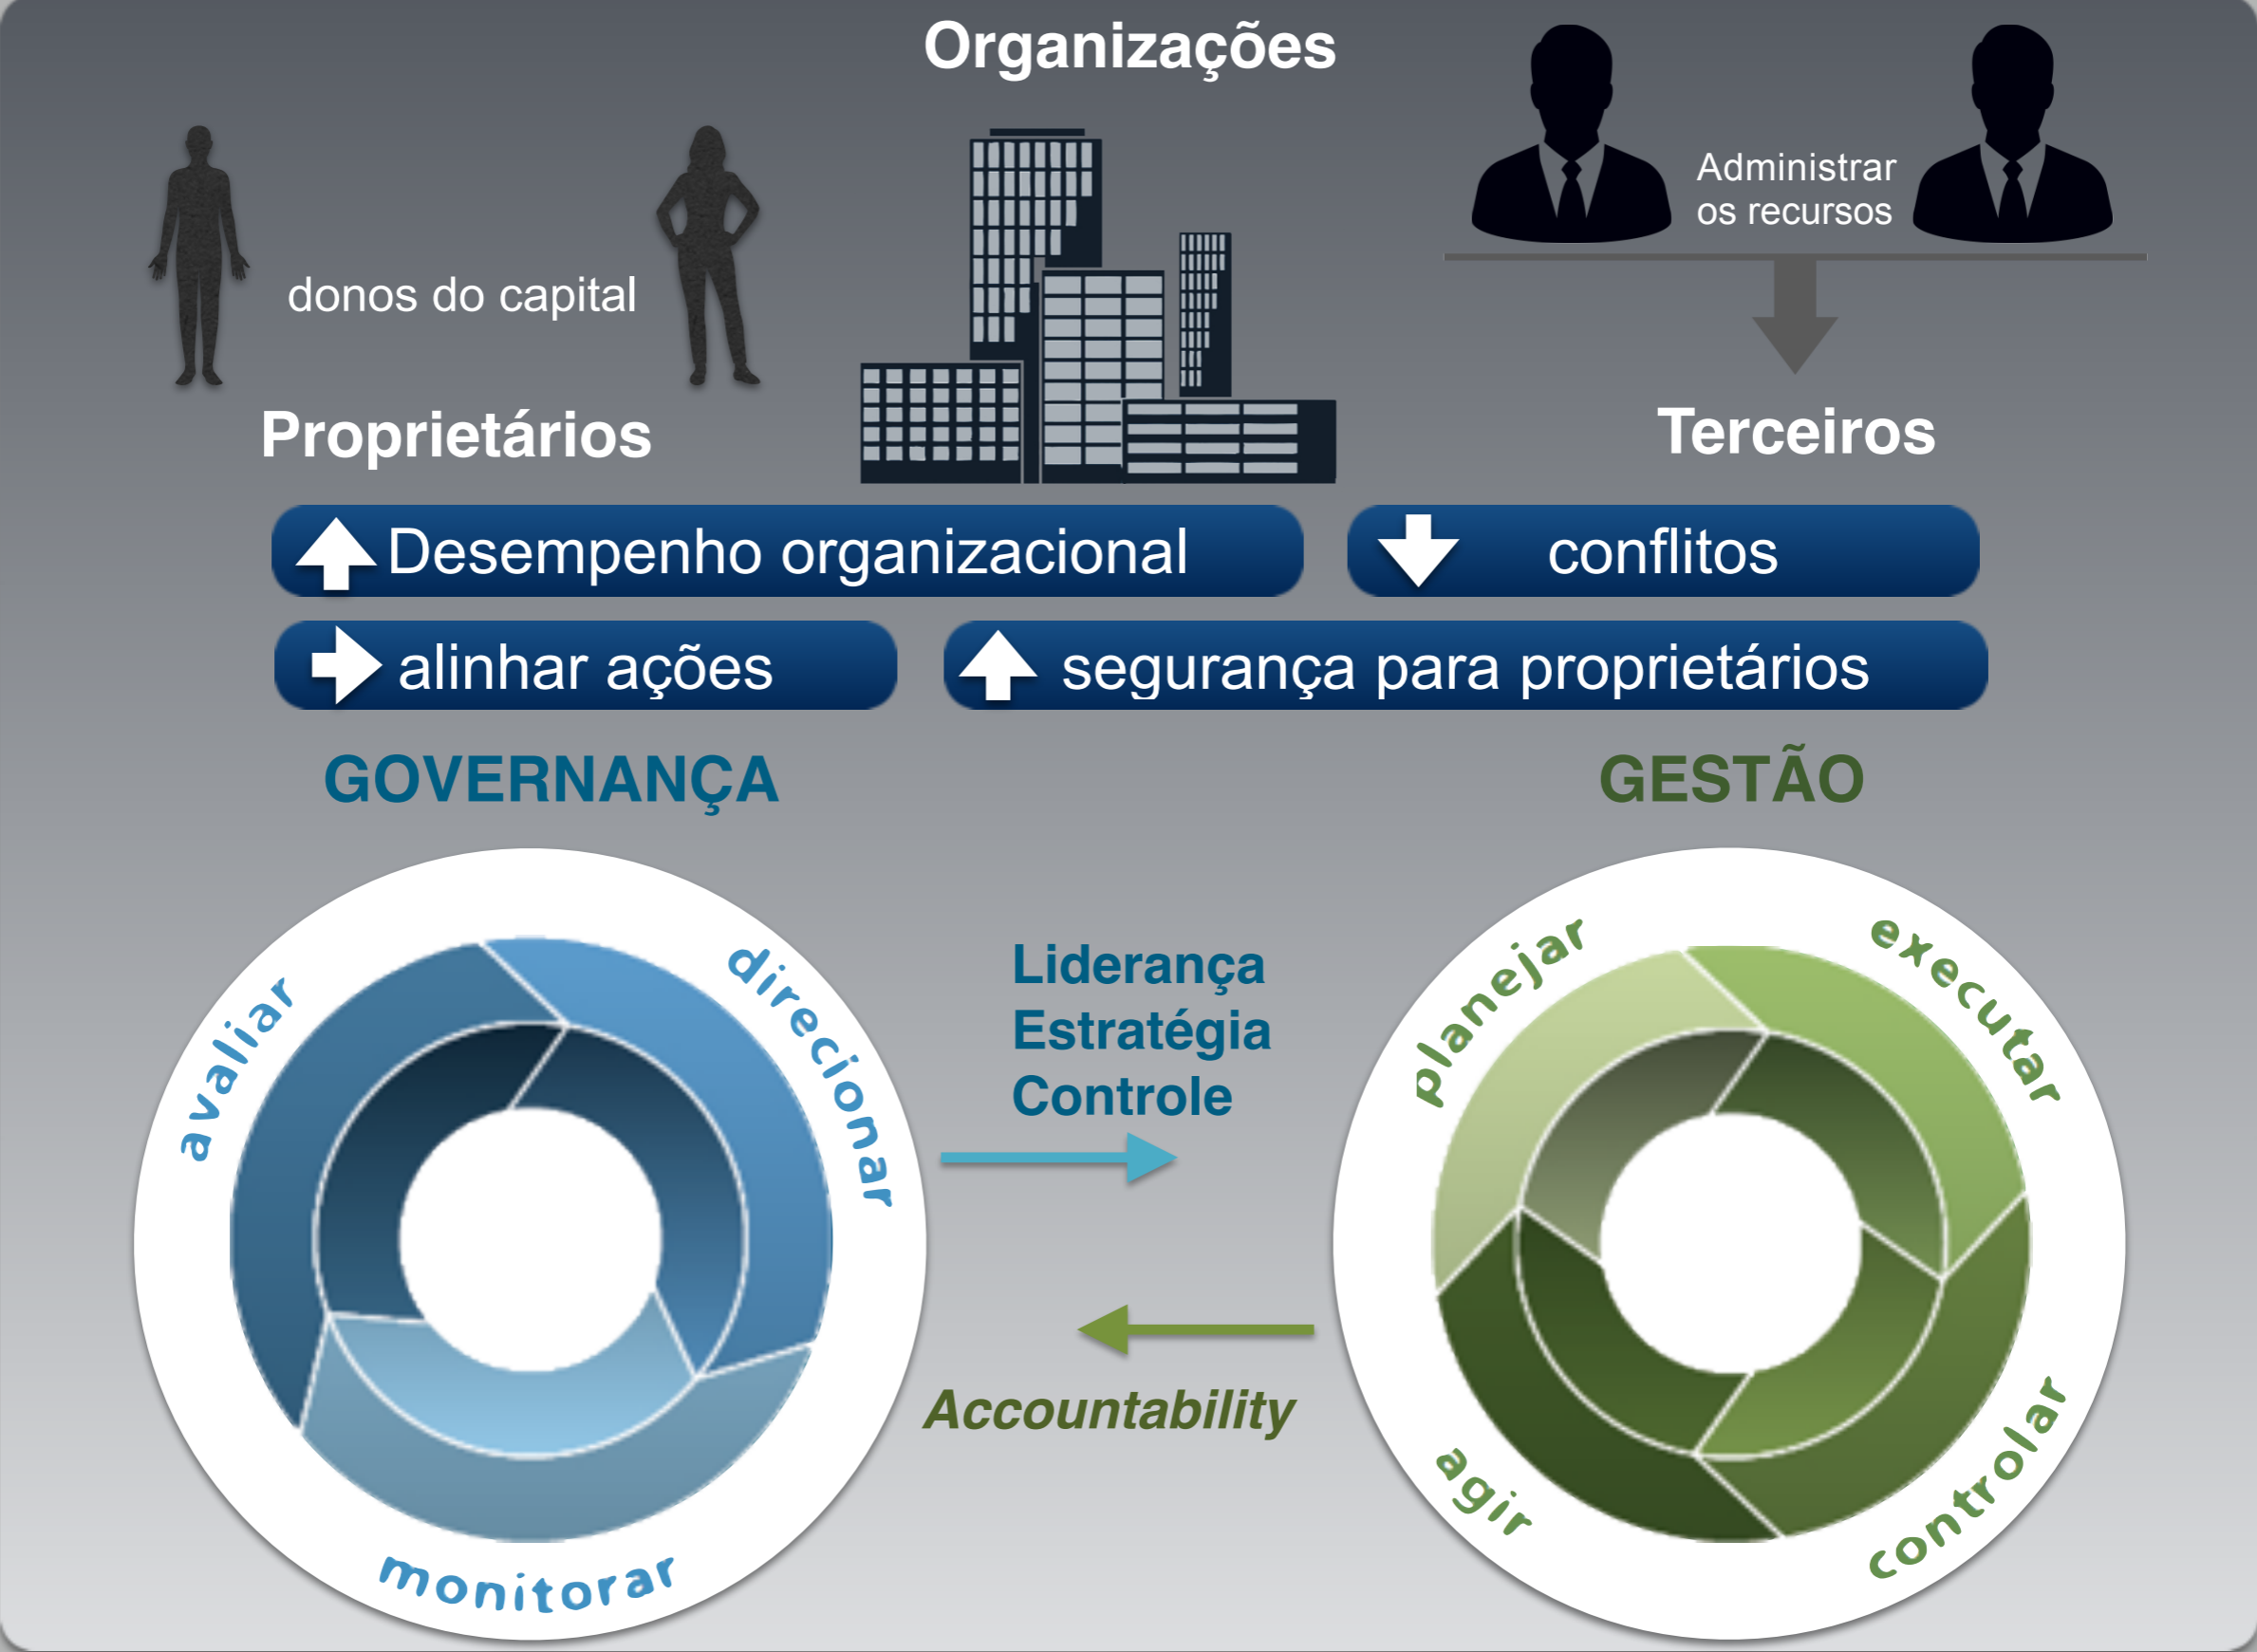 Organizações
Administrar
os recursos
donos do capital
Proprietários
Terceiros
Desempenho organizacional
conflitos
alinhar ações
segurança para proprietários
GOVERNANÇA
GESTÃO
avaliar
direcionar
monitorar
Liderança
Estratégia
Controle
Accountability
planejar
executar
controlar
agir